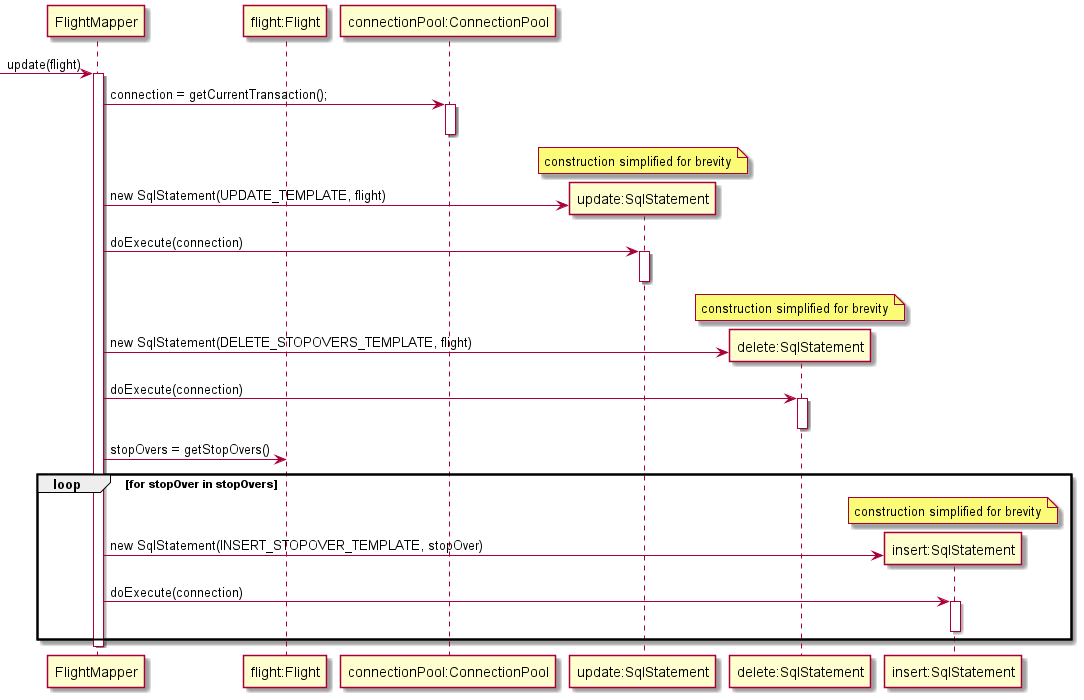 FlightMapper
flight:Flight
connectionPool:ConnectionPool
update(flight)
connection = getCurrentTransaction();
construction simplified for brevity
new SqlStatement(UPDATE_TEMPLATE, flight)
update:SqlStatement
doExecute(connection)
construction simplified for brevity
new SqlStatement(DELETE_STOPOVERS_TEMPLATE, flight)
delete:SqlStatement
doExecute(connection)
stopOvers = getStopOvers()
loop
[for stopOver in stopOvers]
construction simplified for brevity
new SqlStatement(INSERT_STOPOVER_TEMPLATE, stopOver)
insert:SqlStatement
doExecute(connection)
FlightMapper
flight:Flight
connectionPool:ConnectionPool
update:SqlStatement
delete:SqlStatement
insert:SqlStatement